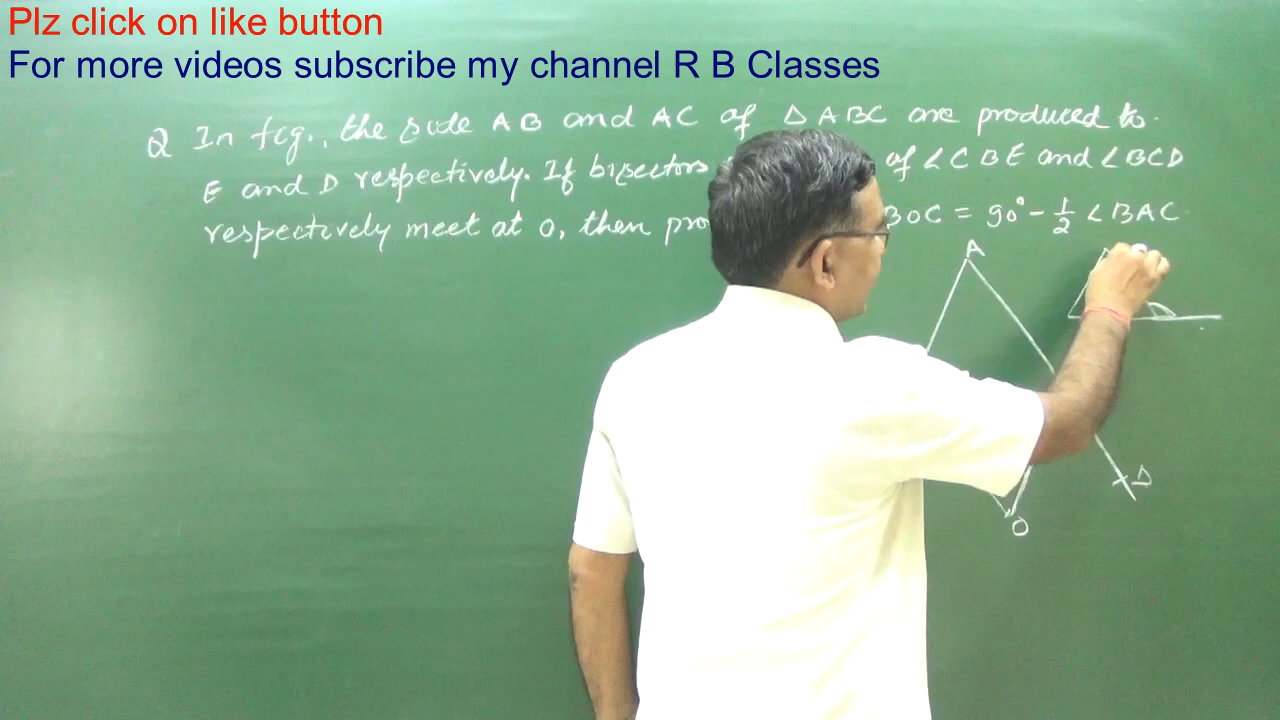 Plz click on like button
For more videos subscribe my channel R B Classes
Q In fig., the side AB and AC of △ABC are produced to
E and D respectively. If bisectors of ∠CBE and ∠BCD
respectively meet at O, then BOC = 90° - 1/2 ∠BAC
A
D
O